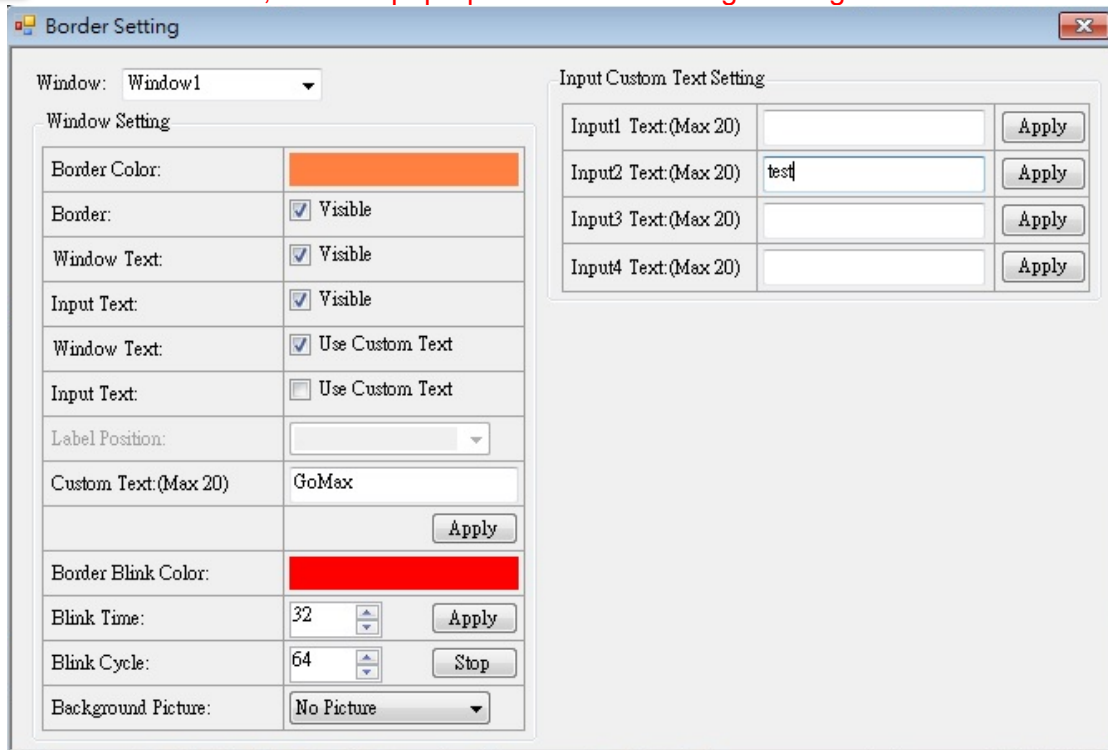 Border Setting
Window: Window1
Window Setting
Border Color:
Border: Visible
Window Text: Visible
Input Text: Visible
Window Text: Use Custom Text
Input Text: Use Custom Text
Label Position:
Custom Text:(Max 20) GoMax
Apply
Border Blink Color:
Blink Time: 32 Apply
Blink Cycle: 64 Stop
Background Picture: No Picture
Input Custom Text Setting
Input1 Text:(Max 20) Apply
Input2 Text:(Max 20) test Apply
Input3 Text:(Max 20) Apply
Input4 Text:(Max 20) Apply